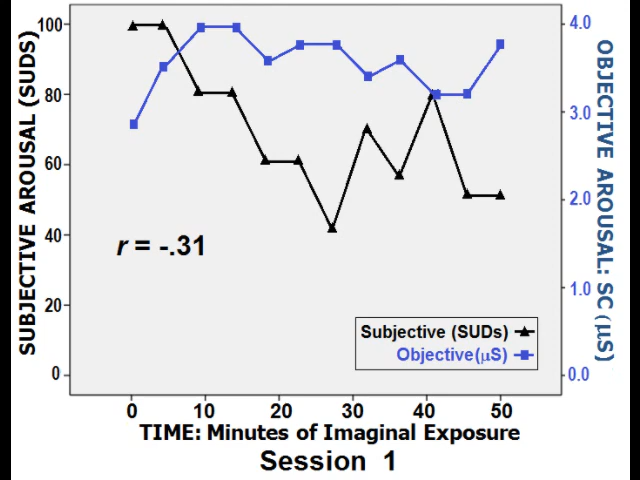 SUBJECTIVE AROUSAL (SUDS)
100
80
60
40
20
0
r = -.31
Subjective (SUDs)
Objective(µS)
4.0
3.0
2.0
1.0
0.0
OBJECTIVE AROUSAL: SC (µS)
0 10 20 30 40 50
TIME: Minutes of Imaginal Exposure
Session 1